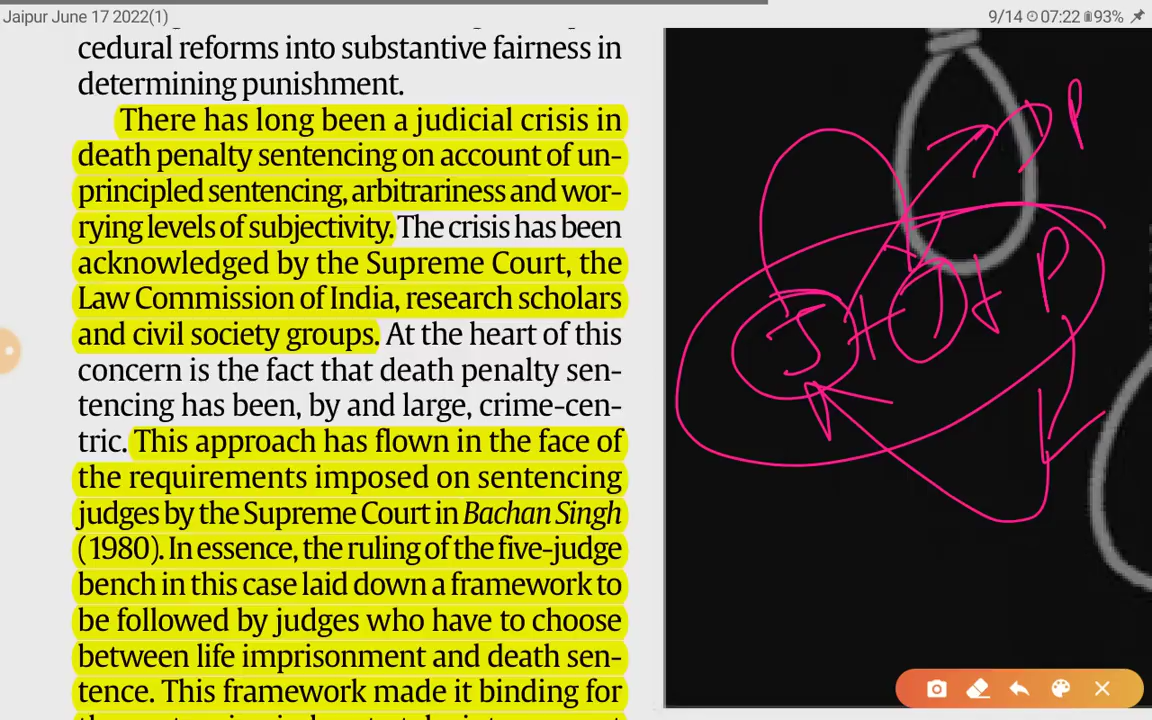 Jaipur June 17 2022(1)
9/14 07:22 93%
cedural reforms into substantive fairness in
determining punishment.
There has long been a judicial crisis in
death penalty sentencing on account of un-
principled sentencing, arbitrariness and wor-
rying levels of subjectivity. The crisis has been
acknowledged by the Supreme Court, the
Law Commission of India, research scholars
and civil society groups. At the heart of this
concern is the fact that death penalty sen-
tencing has been, by and large, crime-cen-
tric. This approach has flown in the face of
the requirements imposed on sentencing
judges by the Supreme Court in Bachan Singh
(1980). In essence, the ruling of the five-judge
bench in this case laid down a framework to
be followed by judges who have to choose
between life imprisonment and death sen-
tence. This framework made it binding for
DP
J + J + P